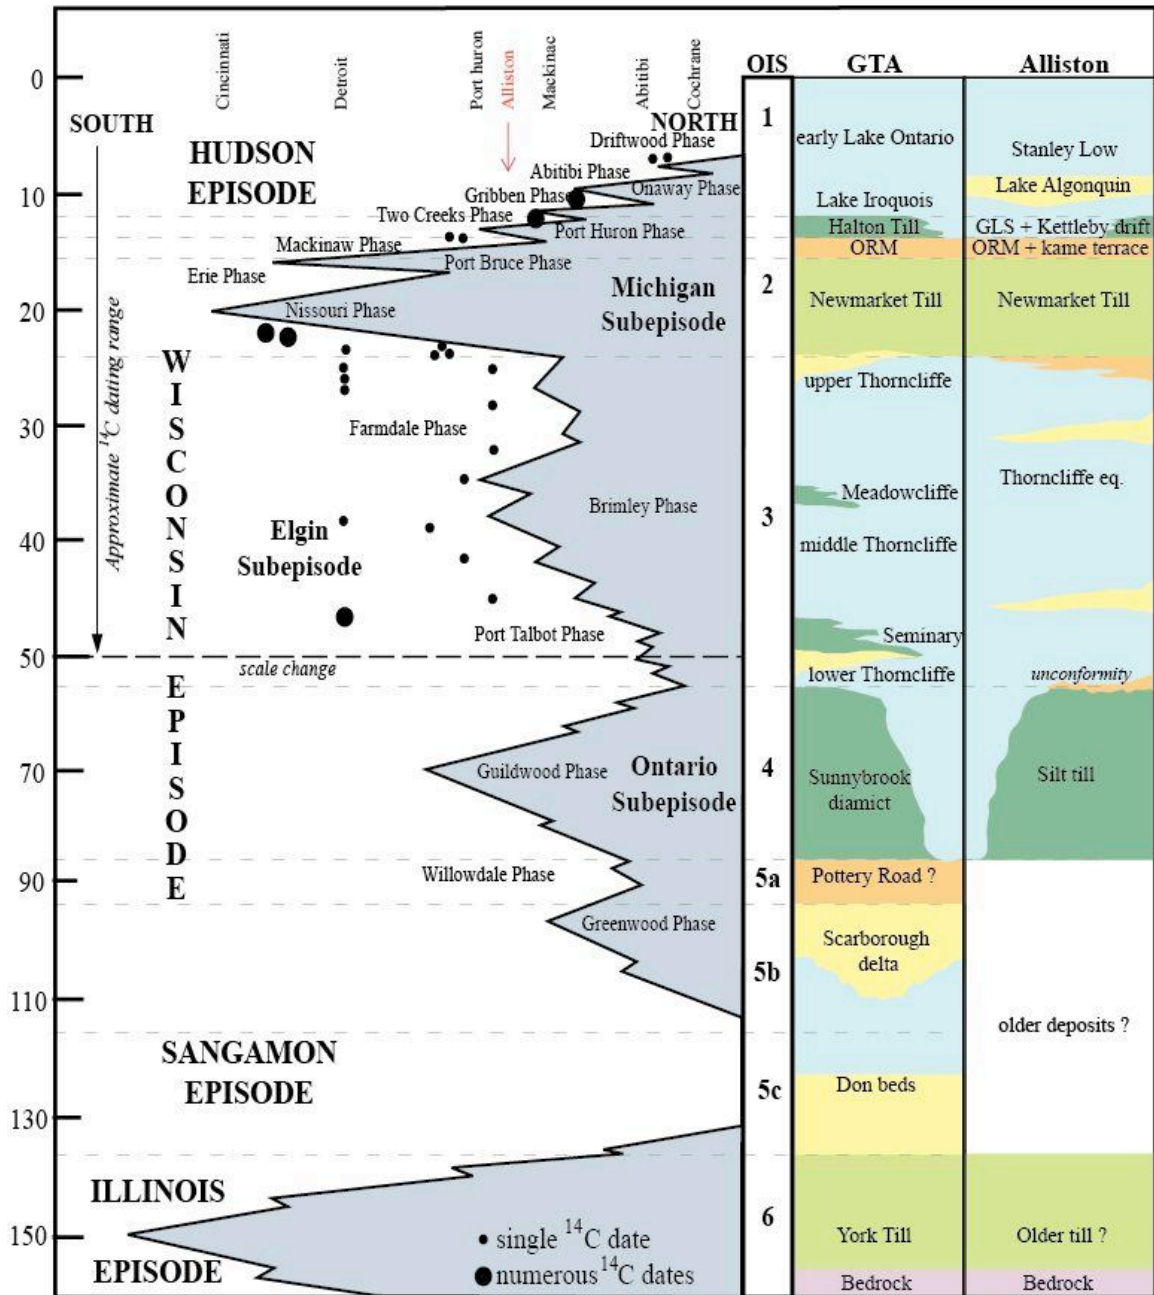 Cincinnati
Detroit
Port huron
Alliston
Mackinac
Abitibi
Cochrane
OIS
GTA
Alliston
0
SOUTH
NORTH
1
HUDSON
EPISODE
Driftwood Phase
early Lake Ontario
Stanley Low
Abitibi Phase
Onaway Phase
Lake Algonquin
10
Gribben Phase
Lake Iroquois
Two Creeks Phase
Port Huron Phase
Halton Till
GLS + Kettleby drift
Mackinaw Phase
Port Bruce Phase
ORM
ORM + kame terrace
Erie Phase
2
Michigan
Subepisode
Nissouri Phase
Newmarket Till
Newmarket Till
20
Approximate 14C dating range
WISCONSIN
EPISODE
upper Thorncliffe
30
Farmdale Phase
Thorncliffe eq.
Meadowcliffe
Brimley Phase
3
40
Elgin
Subepisode
middle Thorncliffe
Port Talbot Phase
Seminary
50
scale change
lower Thorncliffe
unconformity
70
Guildwood Phase
Ontario
Subepisode
4
Sunnybrook
diamict
Silt till
90
Willowdale Phase
5a
Pottery Road ?
Greenwood Phase
Scarborough
delta
5b
110
older deposits ?
SANGAMON
EPISODE
5c
Don beds
130
ILLINOIS
EPISODE
150
6
York Till
Older till ?
single 14C date
numerous 14C dates
Bedrock
Bedrock